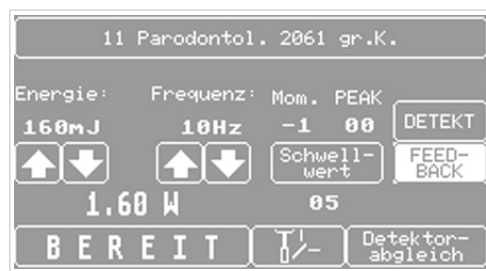 11 Parodontol. 2061 gr.K.
Energie: Frequenz: Mom. PEAK
160mJ 10Hz -1 00 DETEKT
Schwell-
wert
FEED-
BACK
1.60 W 05
BEREIT
Detektor-
abgleich